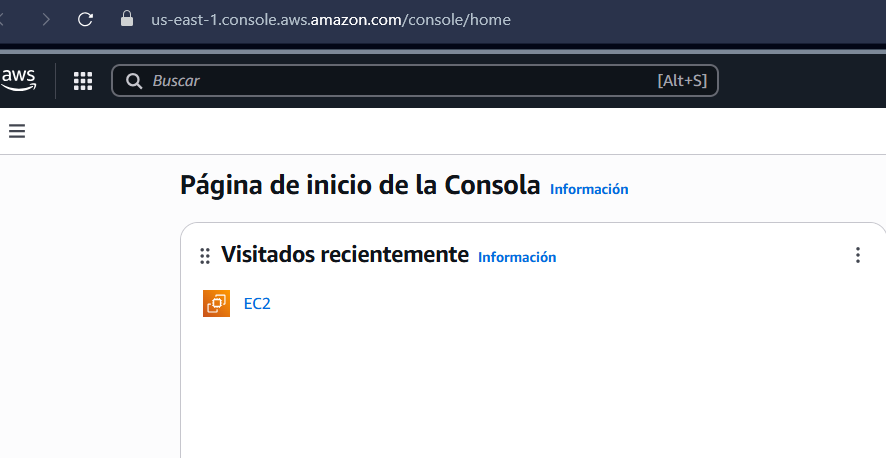 us-east-1.console.aws.amazon.com/console/home
aws
Buscar [Alt+S]
Página de inicio de la Consola Información
Visitados recientemente Información
EC2